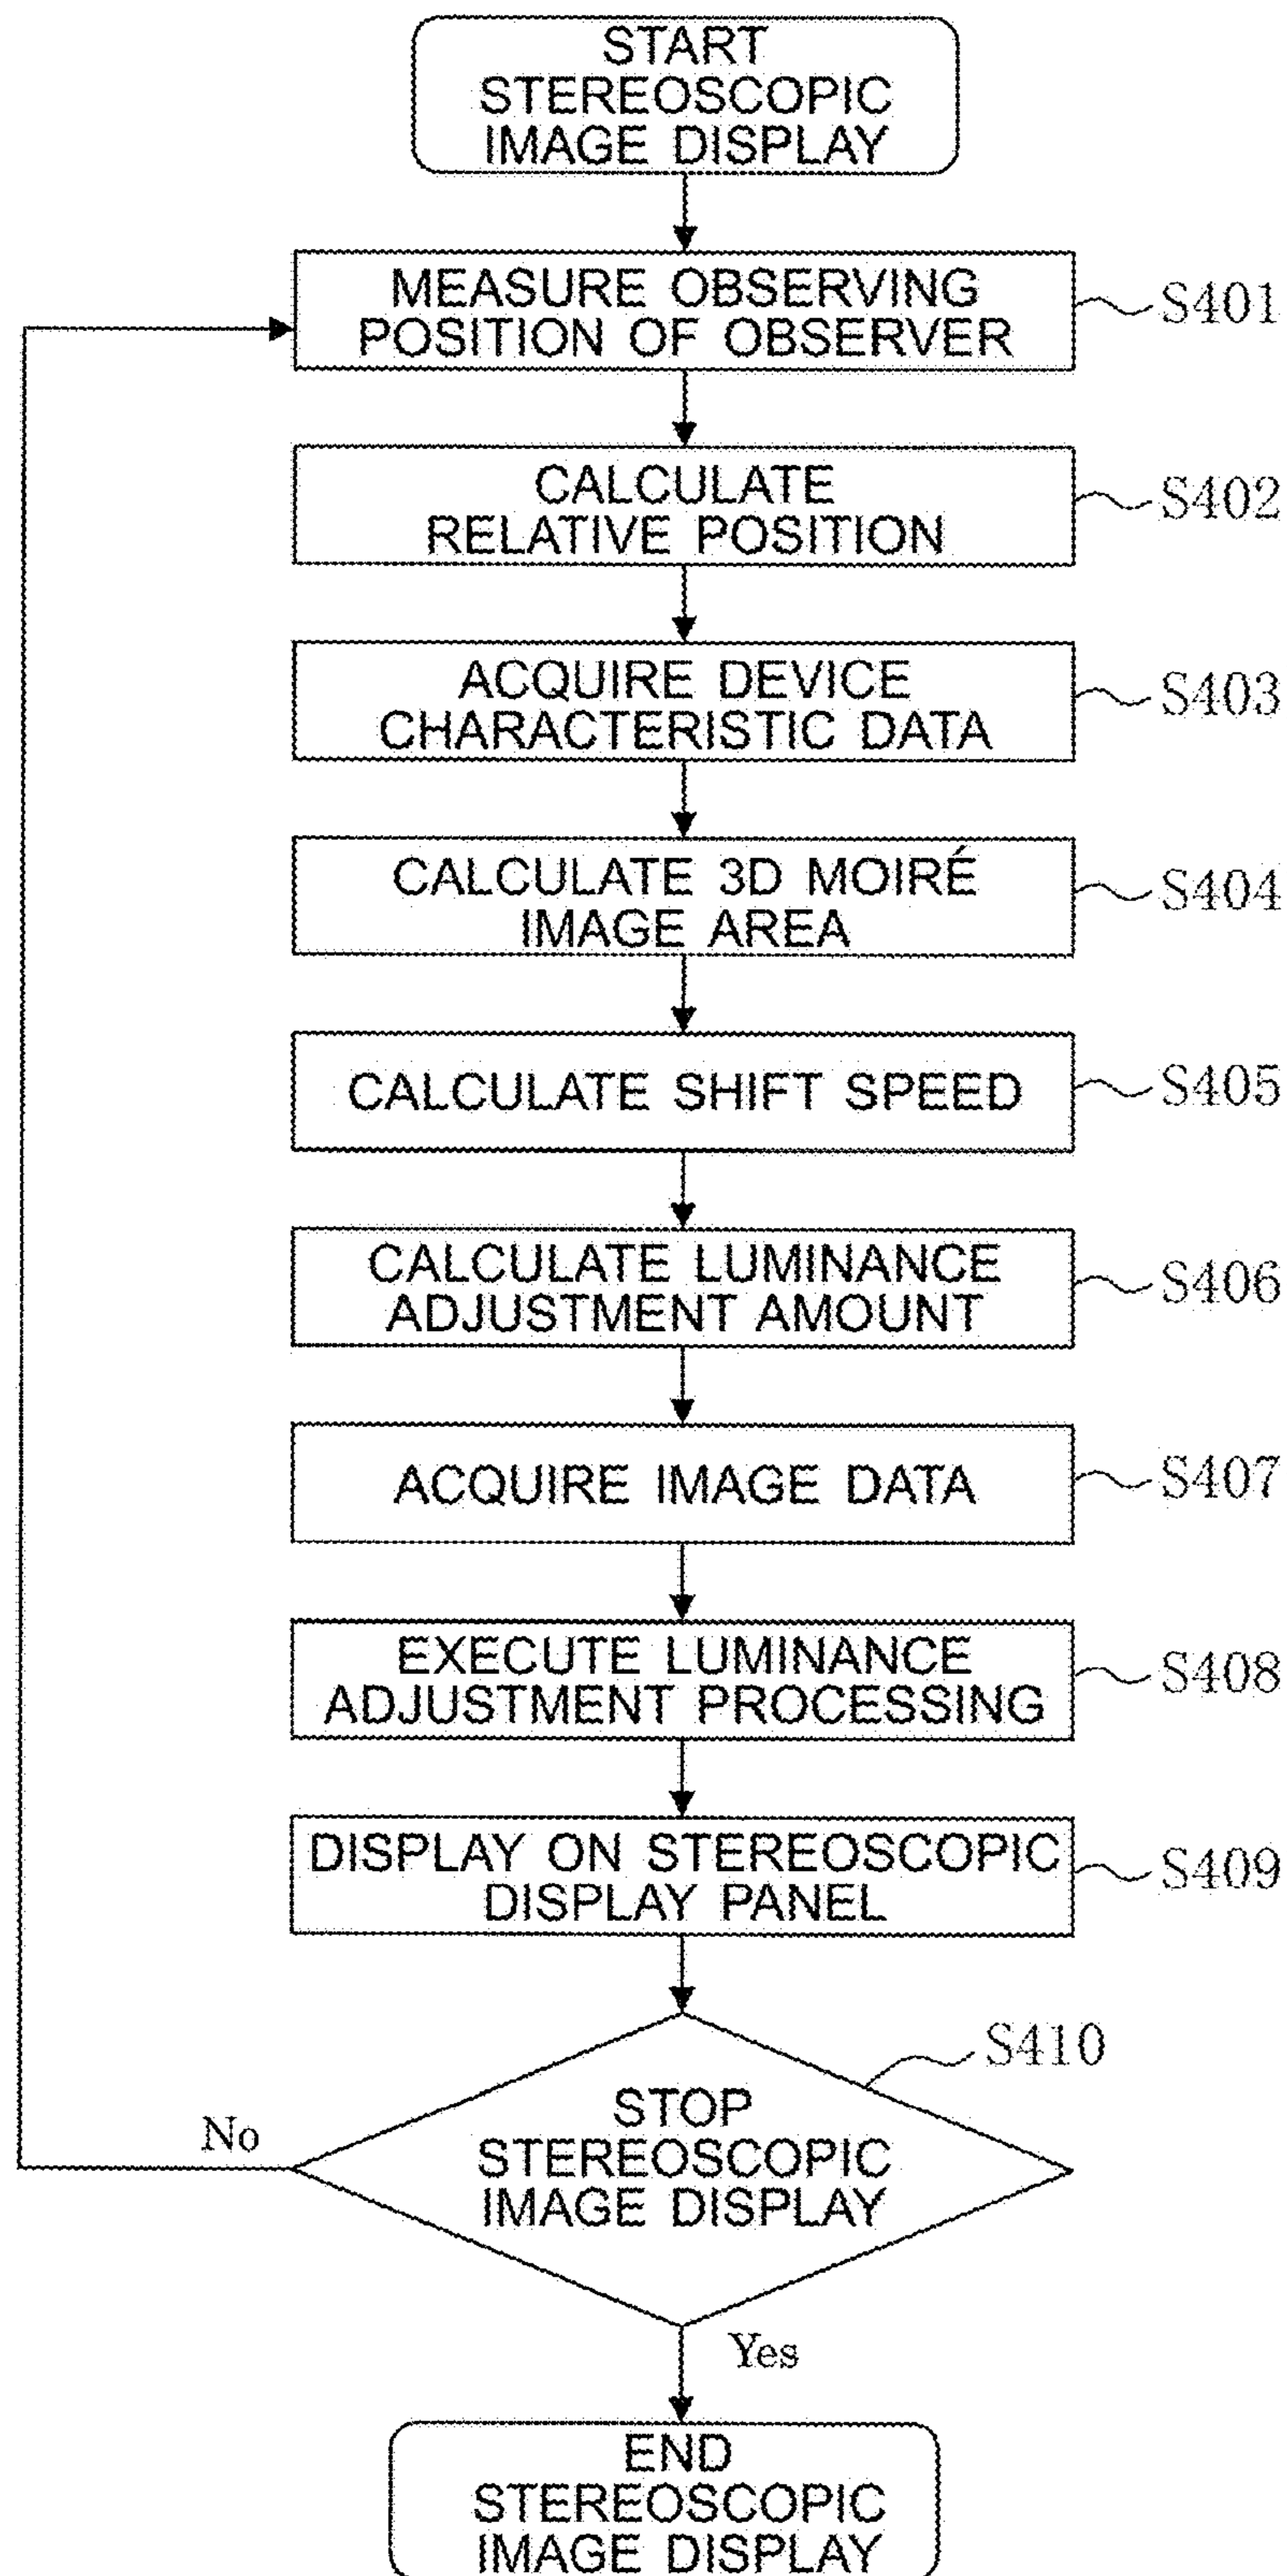 START
STEREOSCOPIC
IMAGE DISPLAY
MEASURE OBSERVING
POSITION OF OBSERVER
S401
CALCULATE
RELATIVE POSITION
S402
ACQUIRE DEVICE
CHARACTERISTIC DATA
S403
CALCULATE 3D MOIRÉ
IMAGE AREA
S404
CALCULATE SHIFT SPEED
S405
CALCULATE LUMINANCE
ADJUSTMENT AMOUNT
S406
ACQUIRE IMAGE DATA
S407
EXECUTE LUMINANCE
ADJUSTMENT PROCESSING
S408
DISPLAY ON STEREOSCOPIC
DISPLAY PANEL
S409
S410
STOP
STEREOSCOPIC
IMAGE DISPLAY
No
Yes
END
STEREOSCOPIC
IMAGE DISPLAY